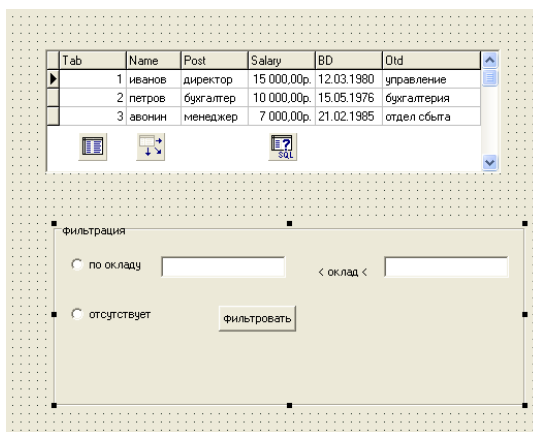 Tab Name Post Salary BD Otd
1 иванов директор 15 000,00р. 12.03.1980 управление
2 петров бухгалтер 10 000,00р. 15.05.1976 бухгалтерия
3 авонин менеджер 7 000,00р. 21.02.1985 отдел сбыта
SQL
Фильтрация
по окладу < оклад <
отсутствует фильтровать